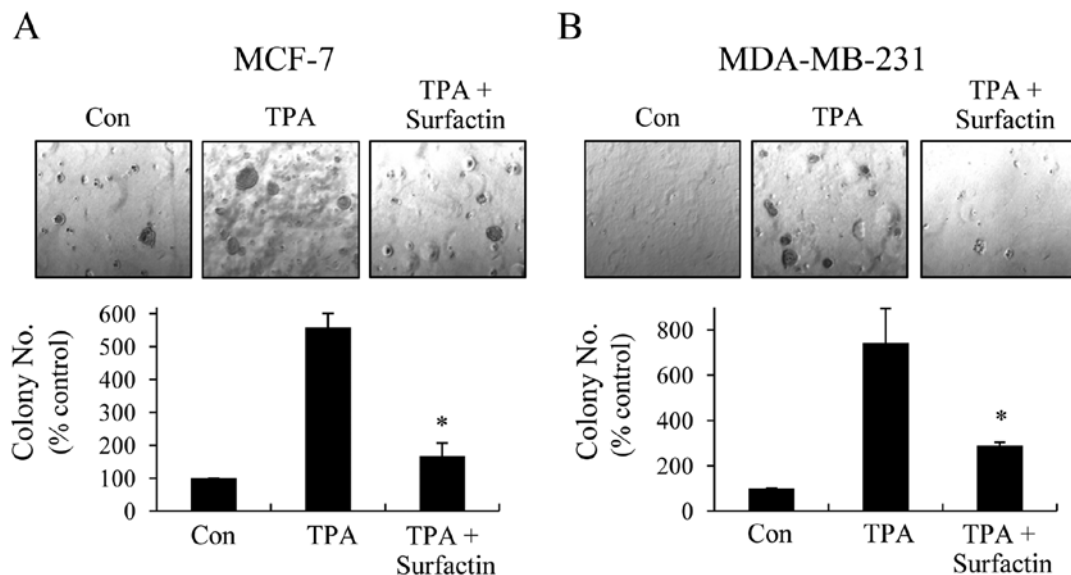 A
MCF-7
Con
TPA
TPA +
Surfactin
Colony No.
(% control)
600
500
400
300
200
100
0
*
Con
TPA
TPA +
Surfactin
B
MDA-MB-231
Con
TPA
TPA +
Surfactin
Colony No.
(% control)
800
600
400
200
0
*
Con
TPA
TPA +
Surfactin